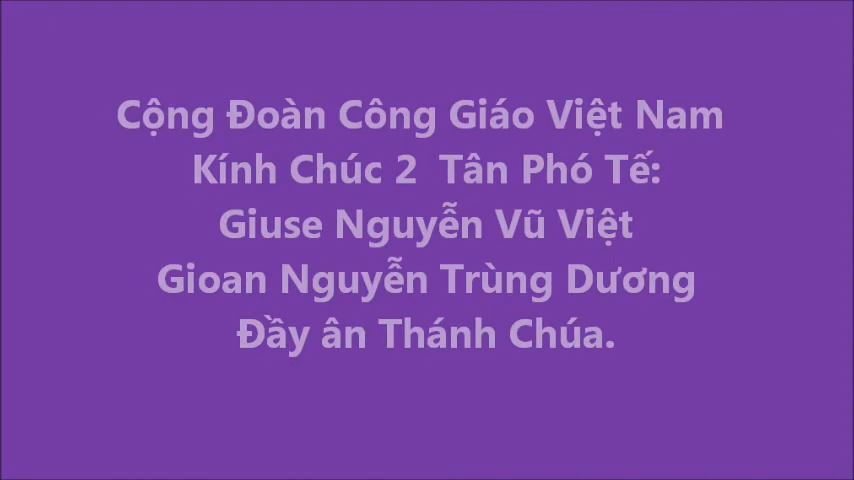 Cộng Đoàn Công Giáo Việt Nam
Kính Chúc 2 Tân Phó Tế:
Giuse Nguyễn Vũ Việt
Gioan Nguyễn Trùng Dương
Đầy ân Thánh Chúa.